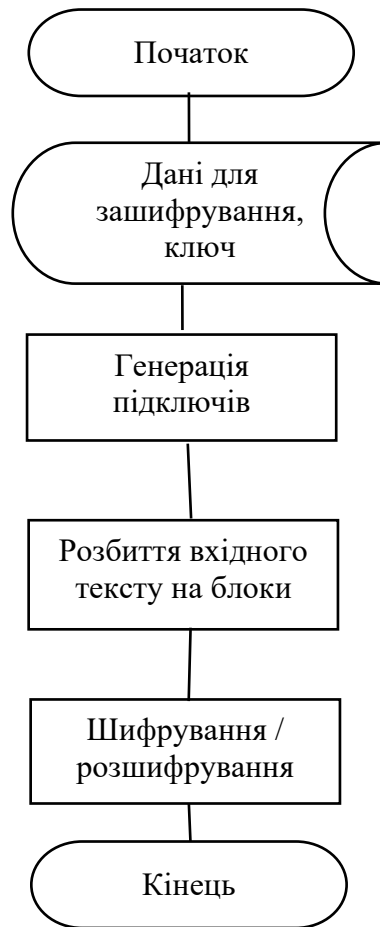 Початок
Дані для
зашифрування,
ключ
Генерація
підключів
Розбиття вхідного
тексту на блоки
Шифрування /
розшифрування
Кінець